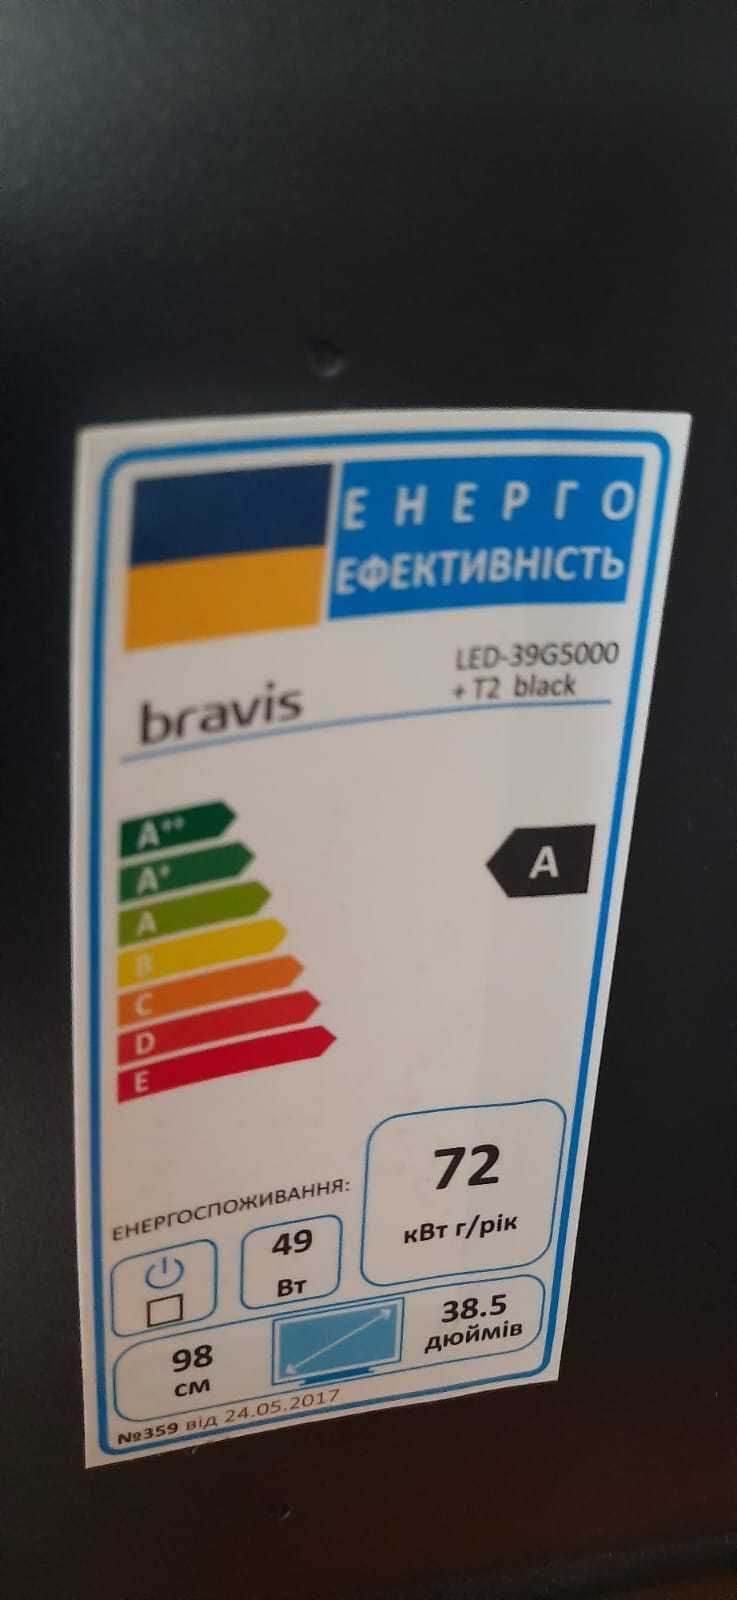 ЕНЕРГО
ЕФЕКТИВНІСТЬ
bravis
LED-39G5000
+ T2 black
A++
A+
A
B
C
D
E
A
72
кВт г/рік
ЕНЕРГОСПОЖИВАННЯ:
49
Вт
98
см
38.5
дюймів
№359 від 24.05.2017